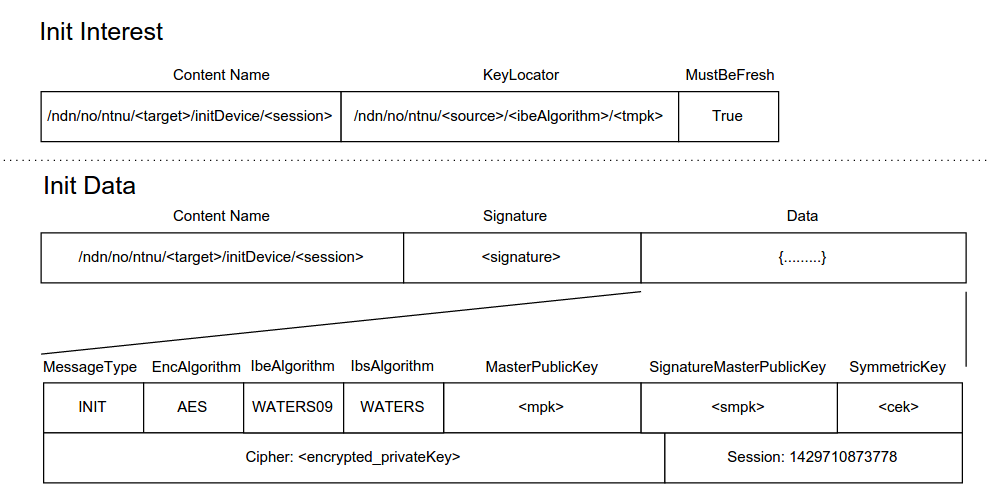 Init Interest
Content Name KeyLocator MustBeFresh
/ndn/no/ntnu/<target>/initDevice/<session> /ndn/no/ntnu/<source>/<ibeAlgorithm>/<tmpk> True
Init Data
Content Name Signature Data
/ndn/no/ntnu/<target>/initDevice/<session> <signature> {.........}
MessageType EncAlgorithm IbeAlgorithm IbsAlgorithm MasterPublicKey SignatureMasterPublicKey SymmetricKey
INIT AES WATERS09 WATERS <mpk> <smpk> <cek>
Cipher: <encrypted_privateKey> Session: 1429710873778